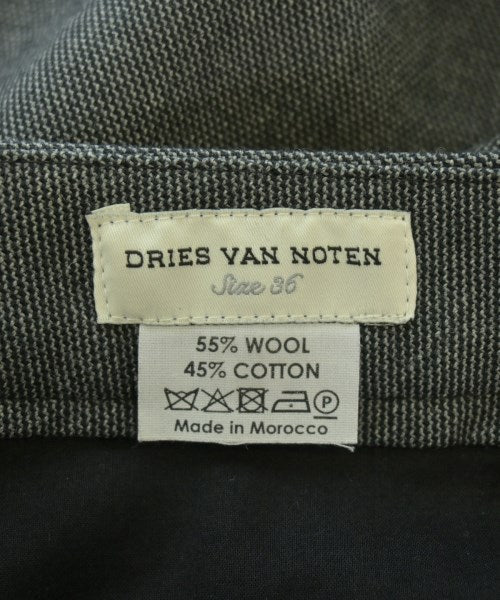 DRIES VAN NOTEN
Size 36
55% WOOL
45% COTTON
P
Made in Morocco